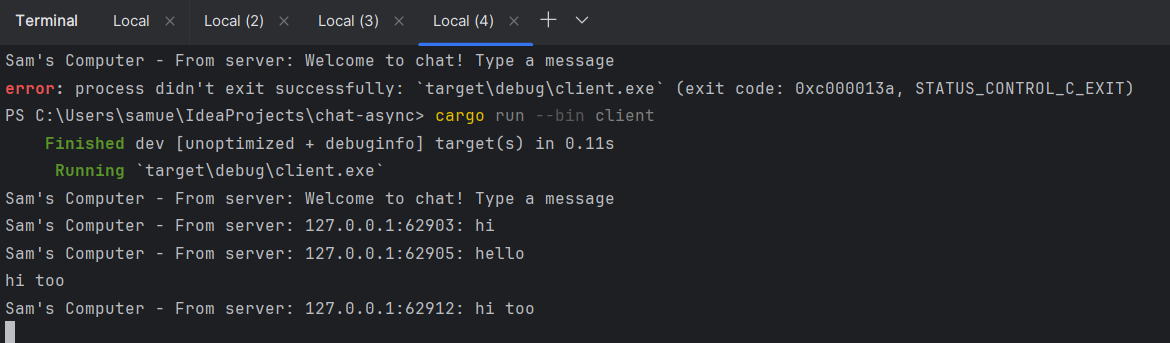 Terminal Local × Local (2) × Local (3) × Local (4) × +
Sam's Computer - From server: Welcome to chat! Type a message
error: process didn't exit successfully: `target\debug\client.exe` (exit code: 0xc000013a, STATUS_CONTROL_C_EXIT)
PS C:\Users\samue\IdeaProjects\chat-async> cargo run --bin client
    Finished dev [unoptimized + debuginfo] target(s) in 0.11s
     Running `target\debug\client.exe`
Sam's Computer - From server: Welcome to chat! Type a message
Sam's Computer - From server: 127.0.0.1:62903: hi
Sam's Computer - From server: 127.0.0.1:62905: hello
hi too
Sam's Computer - From server: 127.0.0.1:62912: hi too